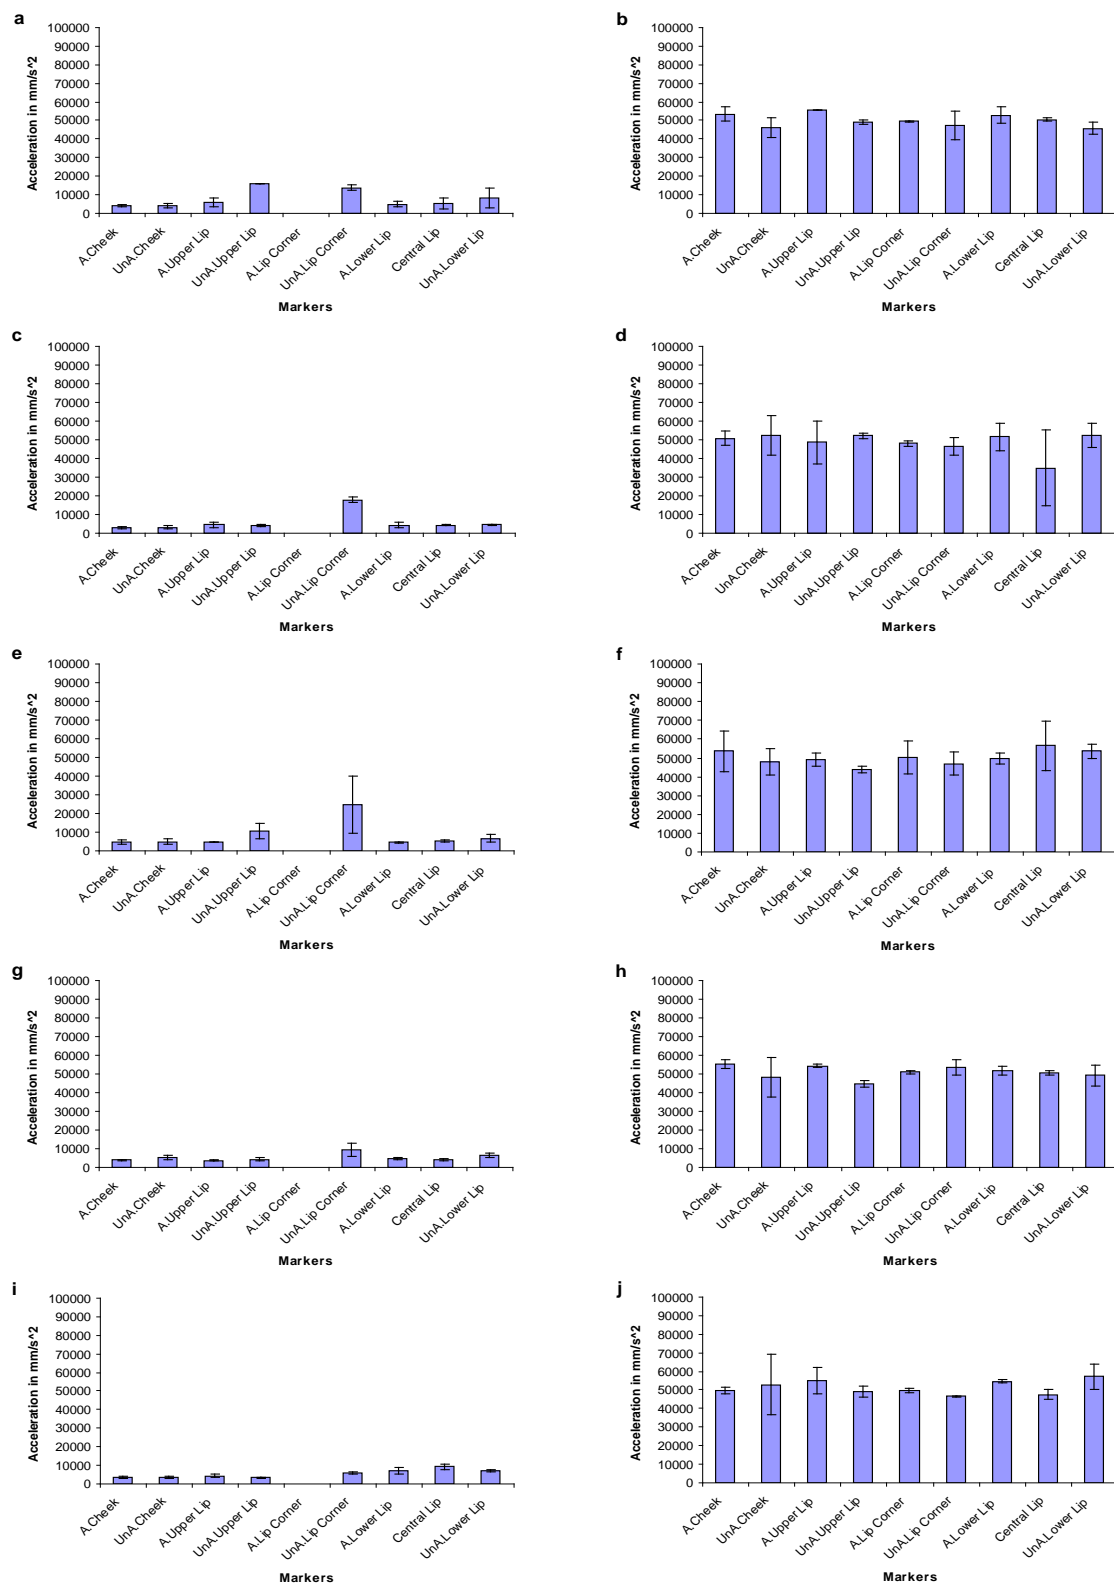 a
Acceleration in mm/s^2
100000
90000
80000
70000
60000
50000
40000
30000
20000
10000
0
A.Cheek
UnA.Cheek
A.Upper Lip
UnA.Upper Lip
A.Lip Corner
UnA.Lip Corner
A.Lower Lip
Central Lip
UnA.Lower Lip
Markers
b
Acceleration in mm/s^2
100000
90000
80000
70000
60000
50000
40000
30000
20000
10000
0
A.Cheek
UnA.Cheek
A.Upper Lip
UnA.Upper Lip
A.Lip Corner
UnA.Lip Corner
A.Lower Lip
Central Lip
UnA.Lower Lip
Markers
c
Acceleration in mm/s^2
100000
90000
80000
70000
60000
50000
40000
30000
20000
10000
0
A.Cheek
UnA.Cheek
A.Upper Lip
UnA.Upper Lip
A.Lip Corner
UnA.Lip Corner
A.Lower Lip
Central Lip
UnA.Lower Lip
Markers
d
Acceleration in mm/s^2
100000
90000
80000
70000
60000
50000
40000
30000
20000
10000
0
A.Cheek
UnA.Cheek
A.Upper Lip
UnA.Upper Lip
A.Lip Corner
UnA.Lip Corner
A.Lower Lip
Central Lip
UnA.Lower Lip
Markers
e
Acceleration in mm/s^2
100000
90000
80000
70000
60000
50000
40000
30000
20000
10000
0
A.Cheek
UnA.Cheek
A.Upper Lip
UnA.Upper Lip
A.Lip Corner
UnA.Lip Corner
A.Lower Lip
Central Lip
UnA.Lower Lip
Markers
f
Acceleration in mm/s^2
100000
90000
80000
70000
60000
50000
40000
30000
20000
10000
0
A.Cheek
UnA.Cheek
A.Upper Lip
UnA.Upper Lip
A.Lip Corner
UnA.Lip Corner
A.Lower Lip
Central Lip
UnA.Lower Lip
Markers
g
Acceleration in mm/s^2
100000
90000
80000
70000
60000
50000
40000
30000
20000
10000
0
A.Cheek
UnA.Cheek
A.Upper Lip
UnA.Upper Lip
A.Lip Corner
UnA.Lip Corner
A.Lower Lip
Central Lip
UnA.Lower Lip
Markers
h
Acceleration in mm/s^2
100000
90000
80000
70000
60000
50000
40000
30000
20000
10000
0
A.Cheek
UnA.Cheek
A.Upper Lip
UnA.Upper Lip
A.Lip Corner
UnA.Lip Corner
A.Lower Lip
Central Lip
UnA.Lower Lip
Markers
i
Acceleration in mm/s^2
100000
90000
80000
70000
60000
50000
40000
30000
20000
10000
0
A.Cheek
UnA.Cheek
A.Upper Lip
UnA.Upper Lip
A.Lip Corner
UnA.Lip Corner
A.Lower Lip
Central Lip
UnA.Lower Lip
Markers
j
Acceleration in mm/s^2
100000
90000
80000
70000
60000
50000
40000
30000
20000
10000
0
A.Cheek
UnA.Cheek
A.Upper Lip
UnA.Upper Lip
A.Lip Corner
UnA.Lip Corner
A.Lower Lip
Central Lip
UnA.Lower Lip
Markers